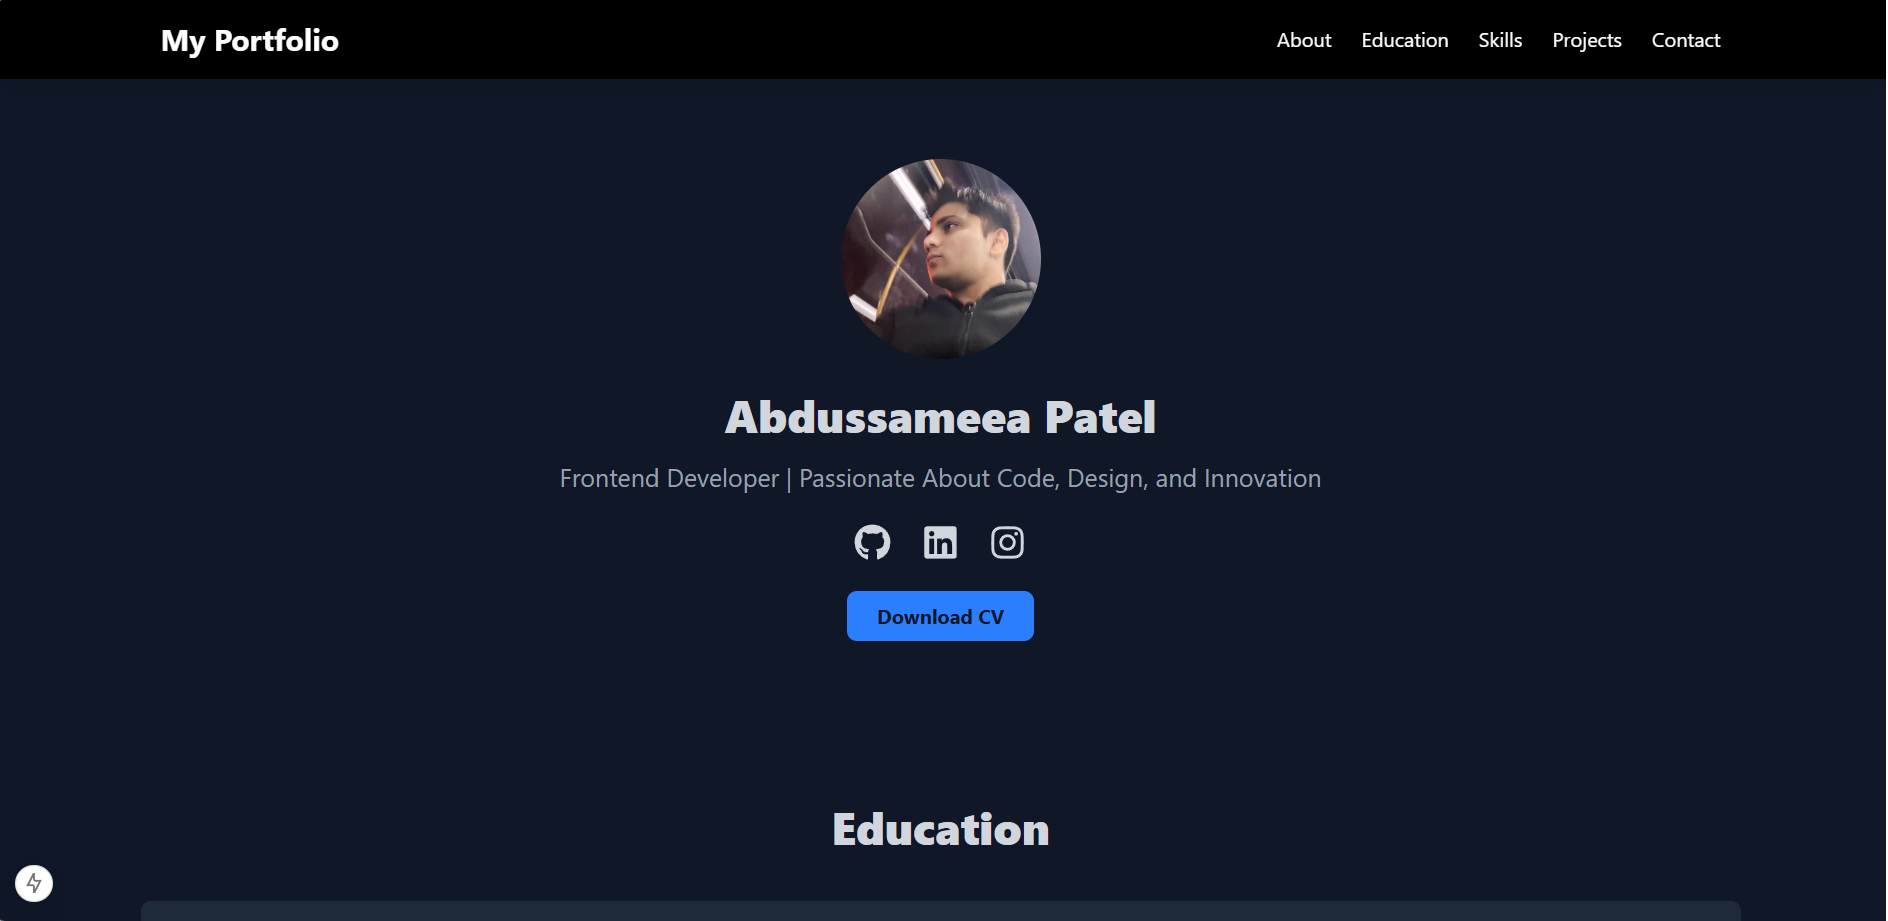 My Portfolio
About Education Skills Projects Contact
Abdussameea Patel
Frontend Developer | Passionate About Code, Design, and Innovation
Download CV
Education